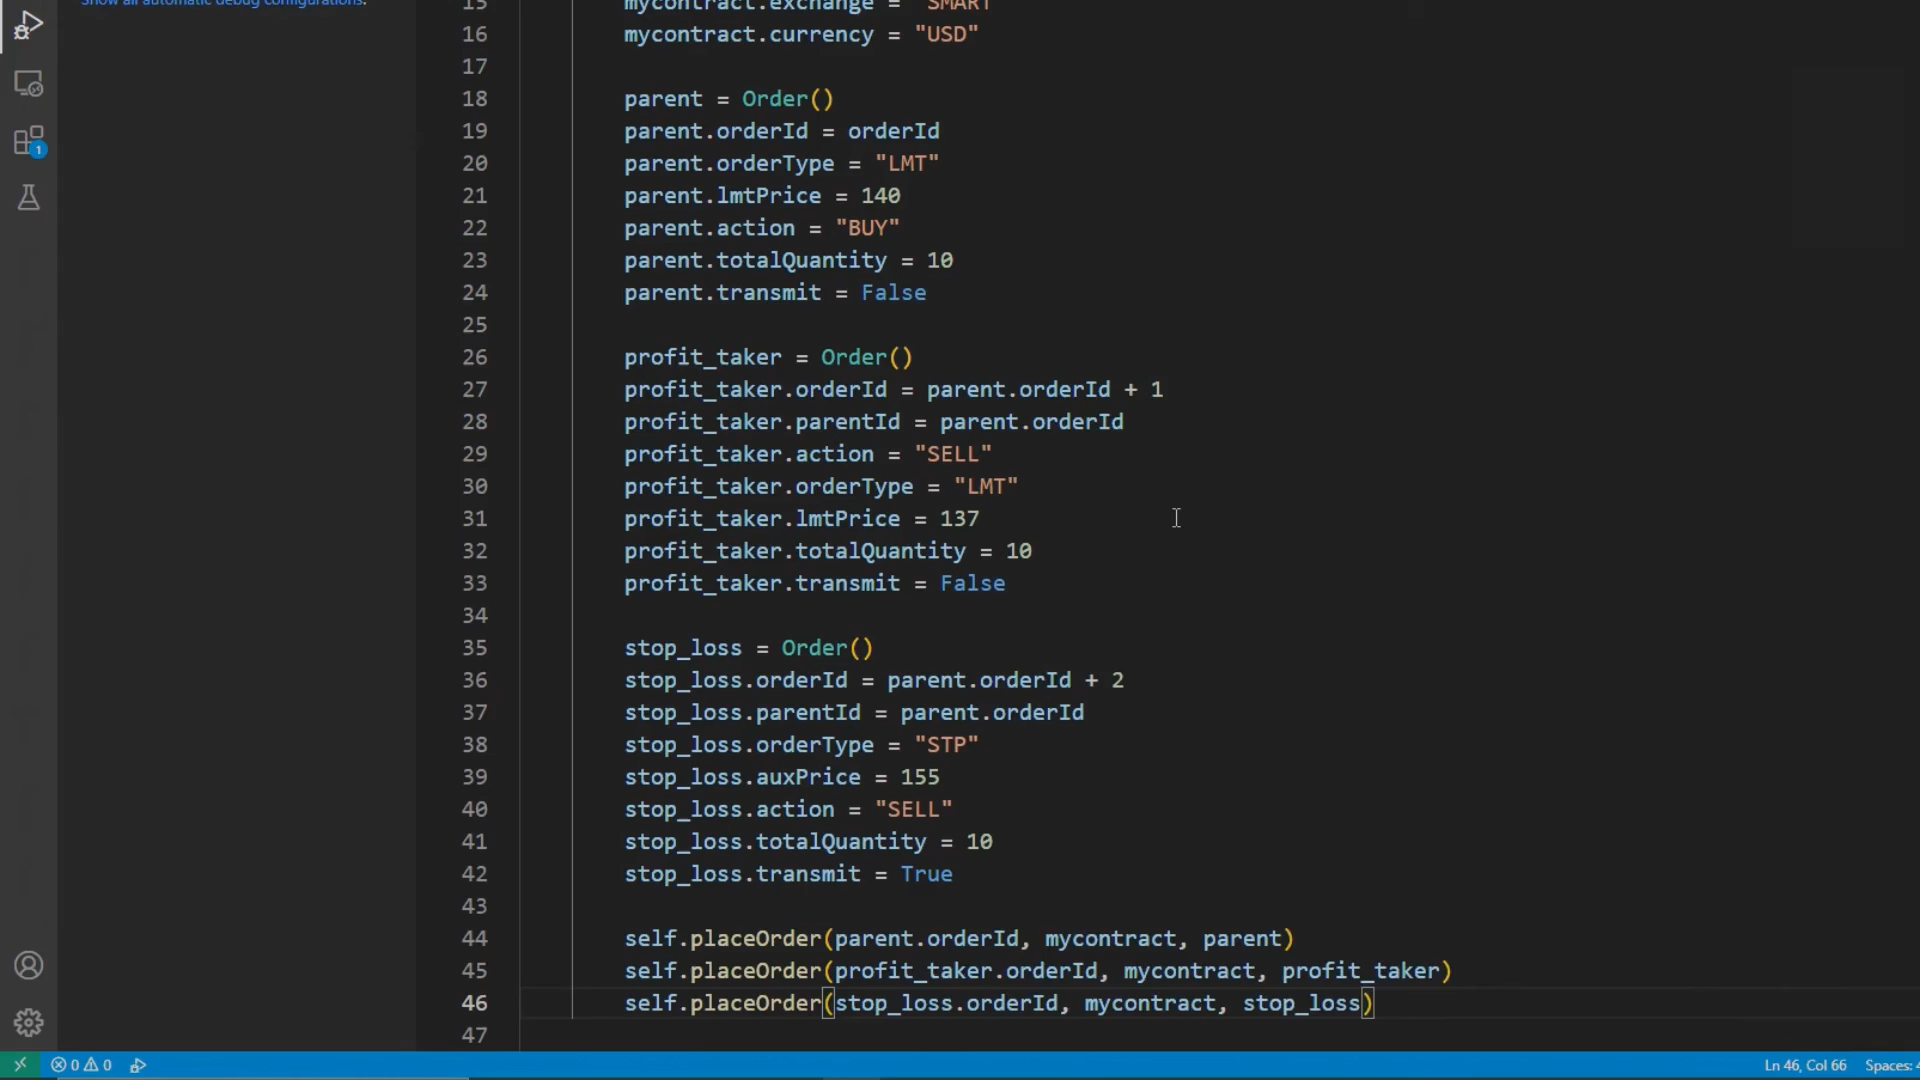 Show all automatic debug configurations.
15 mycontract.exchange = "SMART"
16 mycontract.currency = "USD"
17
18 parent = Order()
19 parent.orderId = orderId
20 parent.orderType = "LMT"
21 parent.lmtPrice = 140
22 parent.action = "BUY"
23 parent.totalQuantity = 10
24 parent.transmit = False
25
26 profit_taker = Order()
27 profit_taker.orderId = parent.orderId + 1
28 profit_taker.parentId = parent.orderId
29 profit_taker.action = "SELL"
30 profit_taker.orderType = "LMT"
31 profit_taker.lmtPrice = 137
32 profit_taker.totalQuantity = 10
33 profit_taker.transmit = False
34
35 stop_loss = Order()
36 stop_loss.orderId = parent.orderId + 2
37 stop_loss.parentId = parent.orderId
38 stop_loss.orderType = "STP"
39 stop_loss.auxPrice = 155
40 stop_loss.action = "SELL"
41 stop_loss.totalQuantity = 10
42 stop_loss.transmit = True
43
44 self.placeOrder(parent.orderId, mycontract, parent)
45 self.placeOrder(profit_taker.orderId, mycontract, profit_taker)
46 self.placeOrder(stop_loss.orderId, mycontract, stop_loss)
47
1
0 0 Ln 46, Col 66 Spaces: